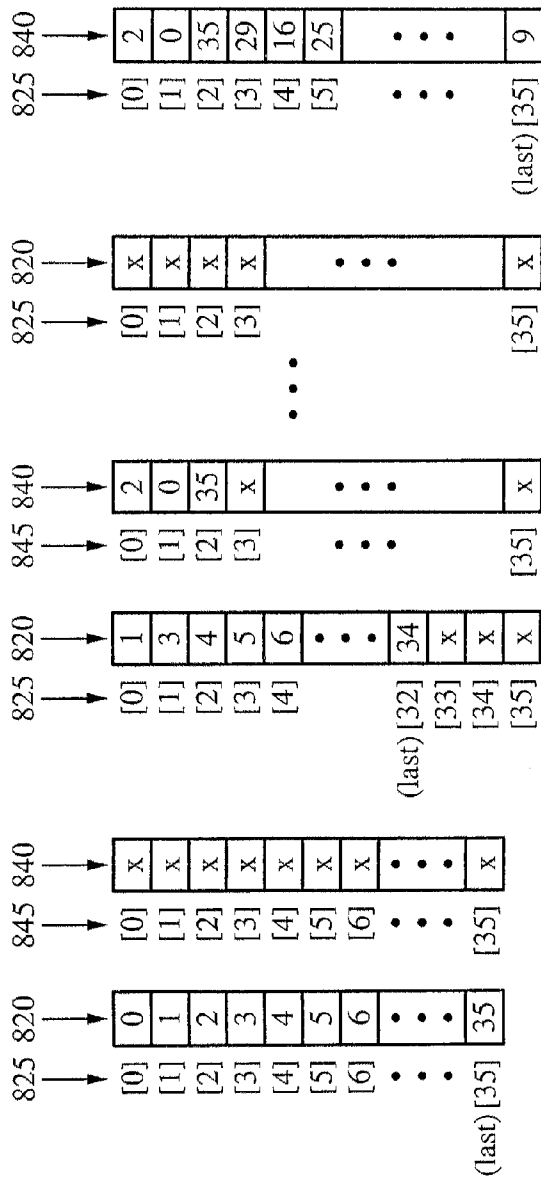 825 820 845 840 825 820 845 840 825 820 825 840
[0] 0 [0] x [0] 1 [0] 2 [0] x [0] 2
[1] 1 [1] x [1] 3 [1] 0 [1] x [1] 0
[2] 2 [2] x [2] 4 [2] 35 [2] x [2] 35
[3] 3 [3] x [3] 5 [3] x [3] x [3] 29
[4] 4 [4] x [4] 6 [4] 16
[5] 5 [5] x [5] 25
[6] 6 [6] x
(last) [32] 34
[33] x
(last) [35] 35 [35] x [34] x
[35] x [35] x [35] x (last) [35] 9